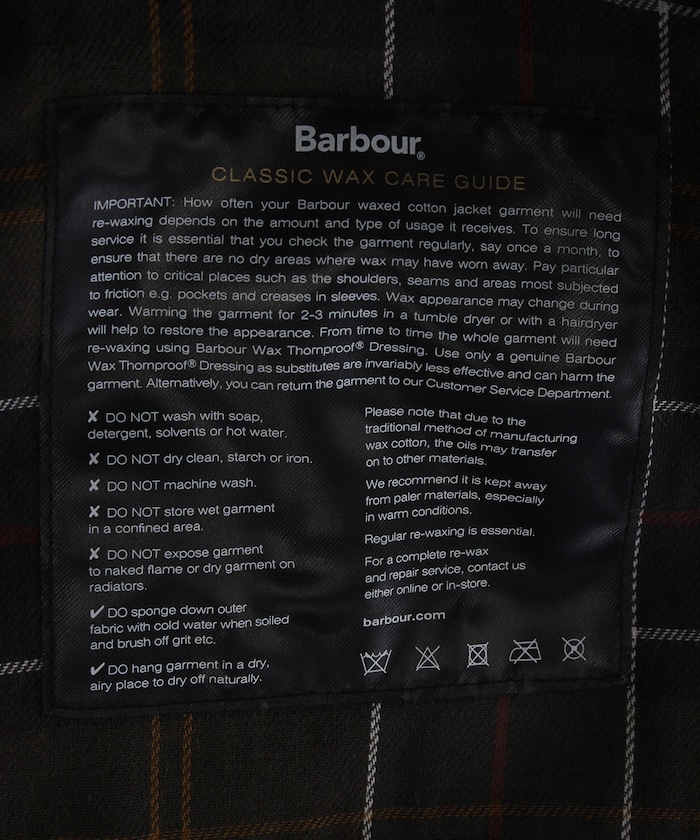 Barbour®
CLASSIC WAX CARE GUIDE
IMPORTANT: How often your Barbour waxed cotton jacket garment will need
re-waxing depends on the amount and type of usage it receives. To ensure long
service it is essential that you check the garment regularly, say once a month, to
ensure that there are no dry areas where wax may have worn away. Pay particular
attention to critical places such as the shoulders, seams and areas most subjected
to friction e.g. pockets and creases in sleeves. Wax appearance may change during
wear. Warming the garment for 2-3 minutes in a tumble dryer or with a hairdryer
will help to restore the appearance. From time to time the whole garment will need
re-waxing using Barbour Wax Thornproof® Dressing. Use only a genuine Barbour
Wax Thornproof® Dressing as substitutes are invariably less effective and can harm the
garment. Alternatively, you can return the garment to our Customer Service Department.
✘ DO NOT wash with soap,
detergent, solvents or hot water.
✘ DO NOT dry clean, starch or iron.
✘ DO NOT machine wash.
✘ DO NOT store wet garment
in a confined area.
✘ DO NOT expose garment
to naked flame or dry garment on
radiators.
✔ DO sponge down outer
fabric with cold water when soiled
and brush off grit etc.
✔ DO hang garment in a dry,
airy place to dry off naturally.
Please note that due to the
traditional method of manufacturing
wax cotton, the oils may transfer
on to other materials.
We recommend it is kept away
from paler materials, especially
in warm conditions.
Regular re-waxing is essential.
For a complete re-wax
and repair service, contact us
either online or in-store.
barbour.com